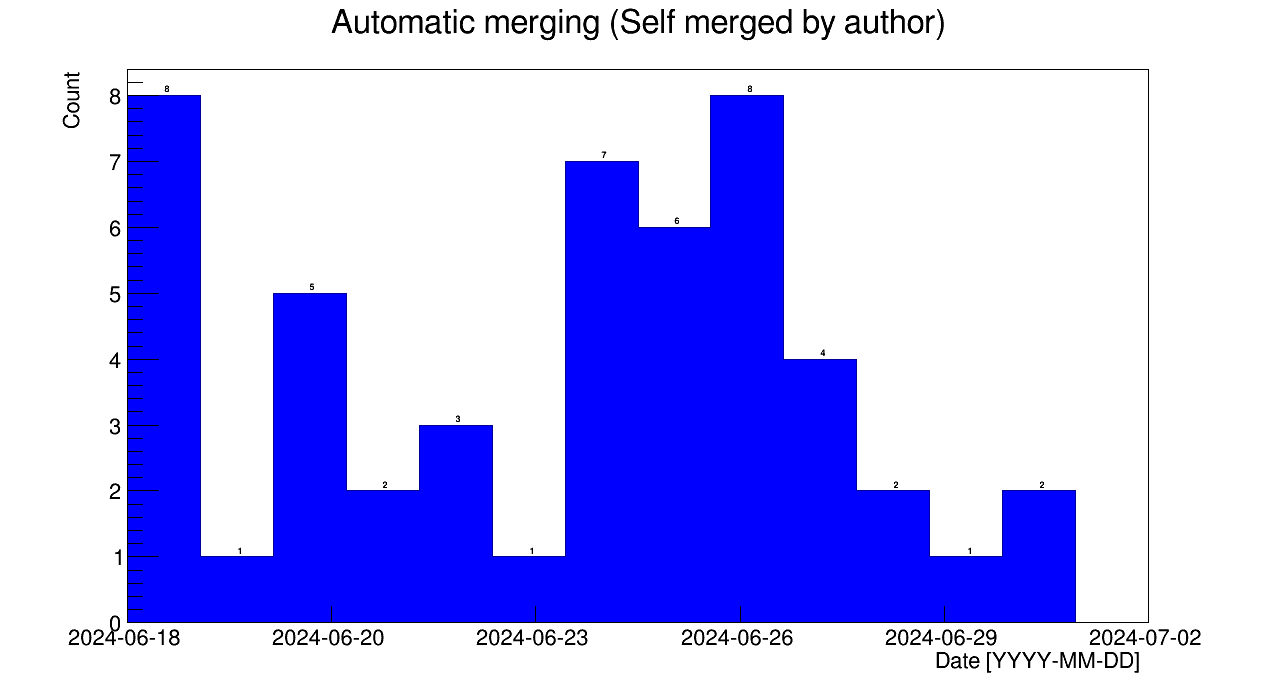 Automatic merging (Self merged by author)
Count
8
7
6
5
4
3
2
1
0
8 1 5 2 3 1 7 6 8 4 2 1 2
2024-06-18 2024-06-20 2024-06-23 2024-06-26 2024-06-29 2024-07-02
Date [YYYY-MM-DD]